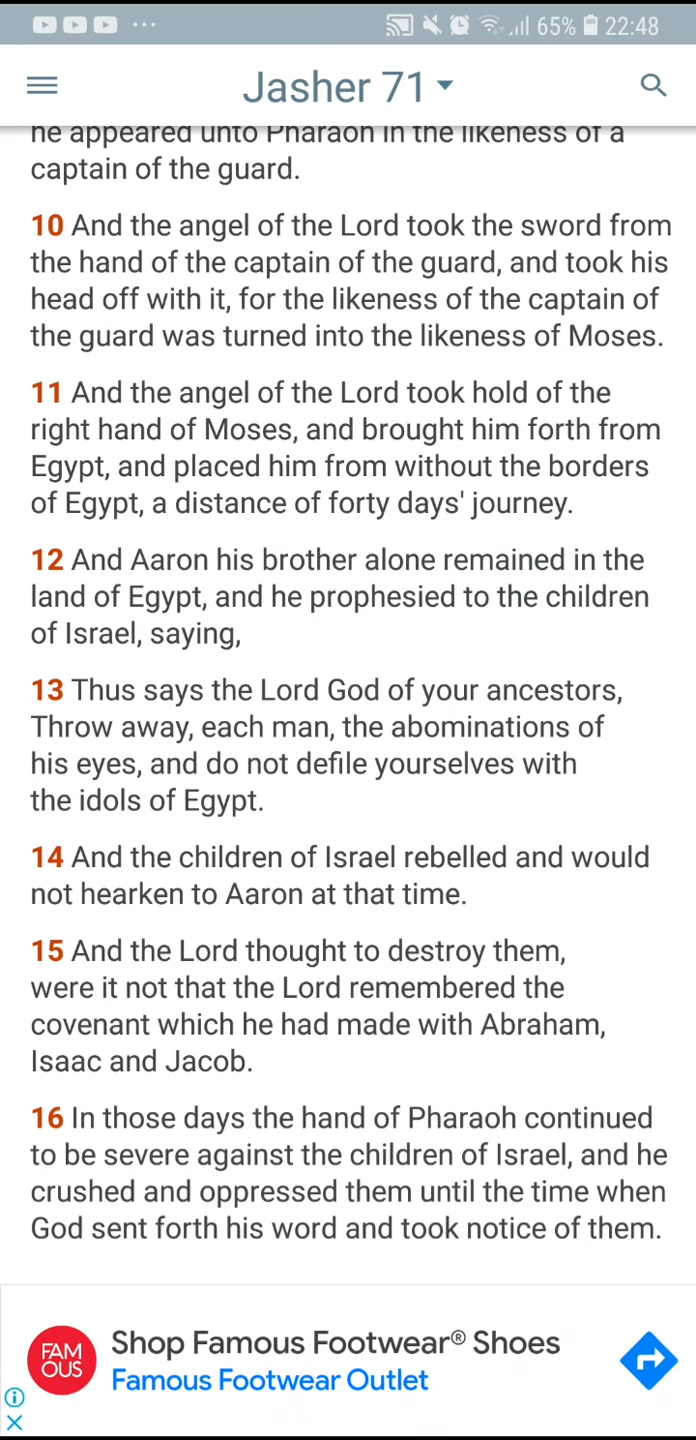 65% 22:48
Jasher 71
he appeared unto Pharaoh in the likeness of a
captain of the guard.
10 And the angel of the Lord took the sword from
the hand of the captain of the guard, and took his
head off with it, for the likeness of the captain of
the guard was turned into the likeness of Moses.
11 And the angel of the Lord took hold of the
right hand of Moses, and brought him forth from
Egypt, and placed him from without the borders
of Egypt, a distance of forty days' journey.
12 And Aaron his brother alone remained in the
land of Egypt, and he prophesied to the children
of Israel, saying,
13 Thus says the Lord God of your ancestors,
Throw away, each man, the abominations of
his eyes, and do not defile yourselves with
the idols of Egypt.
14 And the children of Israel rebelled and would
not hearken to Aaron at that time.
15 And the Lord thought to destroy them,
were it not that the Lord remembered the
covenant which he had made with Abraham,
Isaac and Jacob.
16 In those days the hand of Pharaoh continued
to be severe against the children of Israel, and he
crushed and oppressed them until the time when
God sent forth his word and took notice of them.
FAM
OUS
Shop Famous Footwear® Shoes
Famous Footwear Outlet